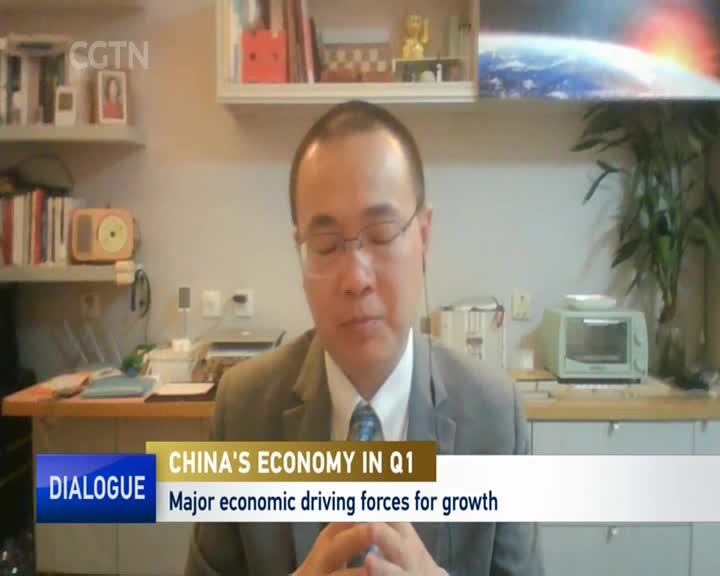 CGTN
CHINA'S ECONOMY IN Q1
DIALOGUE
Major economic driving forces for growth